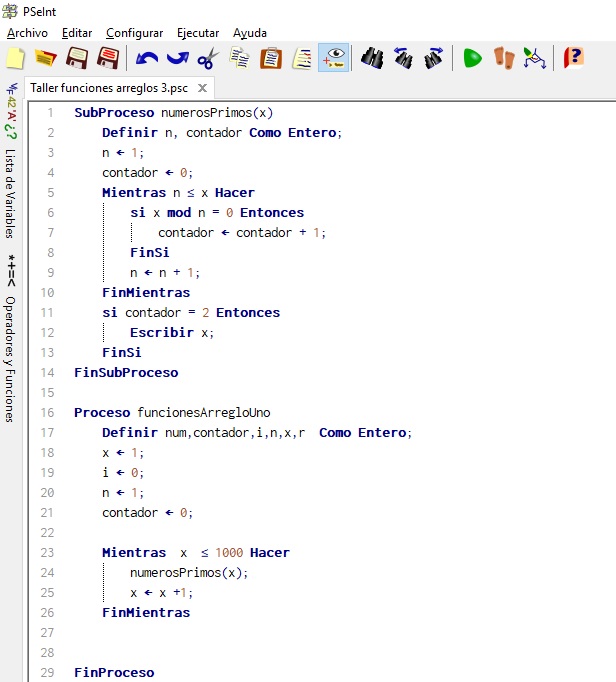 PSeInt
Archivo Editar Configurar Ejecutar Ayuda
Taller funciones arreglos 3.psc X
42 'A' ¿? Lista de Variables
*+=< Operadores y Funciones
1 SubProceso numerosPrimos(x)
2 Definir n, contador Como Entero;
3 n ← 1;
4 contador ← 0;
5 Mientras n ≤ x Hacer
6 si x mod n = 0 Entonces
7 contador ← contador + 1;
8 FinSi
9 n ← n + 1;
10 FinMientras
11 si contador = 2 Entonces
12 Escribir x;
13 FinSi
14 FinSubProceso
15
16 Proceso funcionesArregloUno
17 Definir num,contador,i,n,x,r  Como Entero;
18 x ← 1;
19 i ← 0;
20 n ← 1;
21 contador ← 0;
22
23 Mientras  x  ≤ 1000 Hacer
24 numerosPrimos(x);
25 x ← x +1;
26 FinMientras
27
28
29 FinProceso